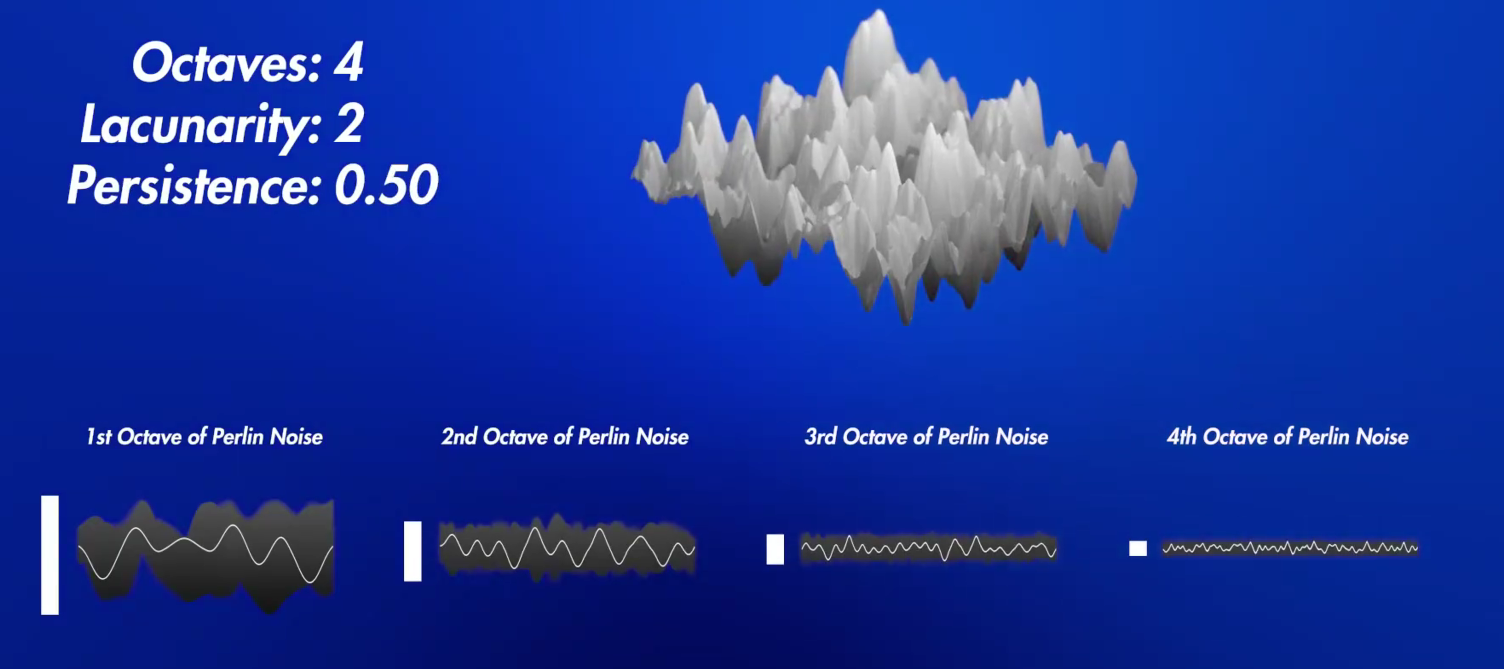 Octaves: 4
Lacunarity: 2
Persistence: 0.50
1st Octave of Perlin Noise
2nd Octave of Perlin Noise
3rd Octave of Perlin Noise
4th Octave of Perlin Noise